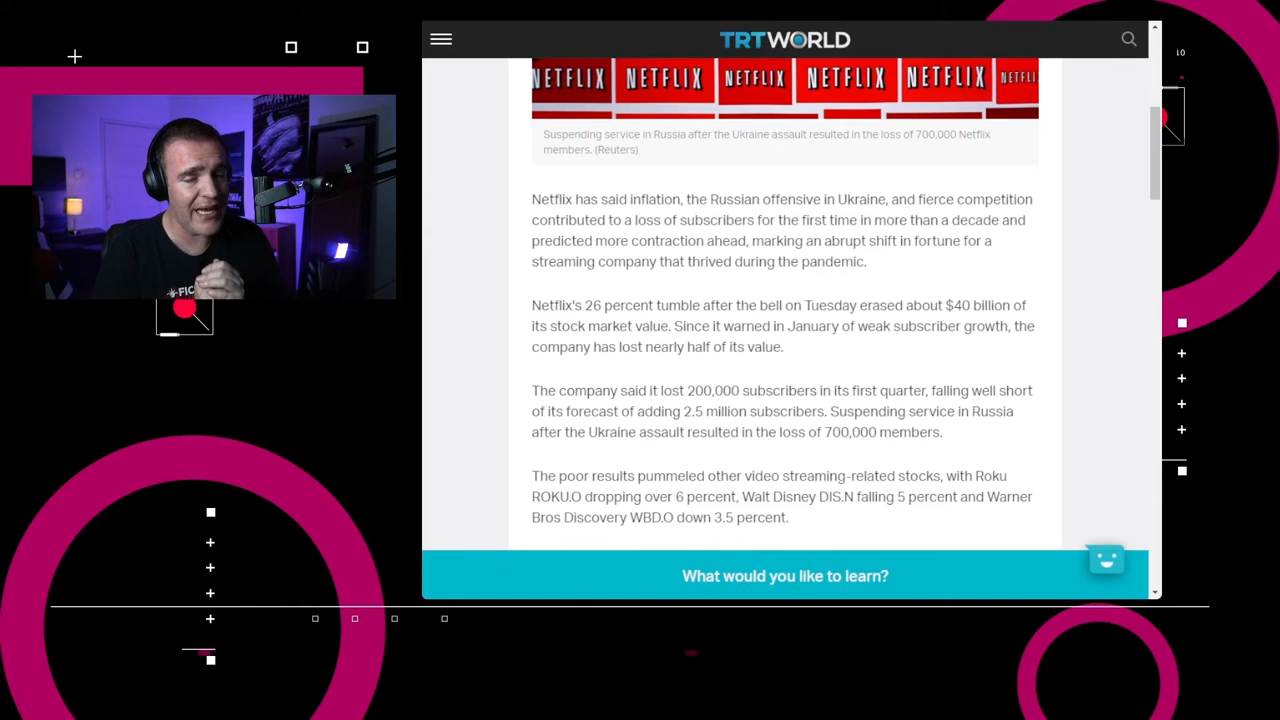 TRTWORLD
NETFLIX NETFLIX NETFLIX NETFLIX NETFLIX NETFLIX
Suspending service in Russia after the Ukraine assault resulted in the loss of 700,000 Netflix
members. (Reuters)
Netflix has said inflation, the Russian offensive in Ukraine, and fierce competition
contributed to a loss of subscribers for the first time in more than a decade and
predicted more contraction ahead, marking an abrupt shift in fortune for a
streaming company that thrived during the pandemic.
Netflix's 26 percent tumble after the bell on Tuesday erased about $40 billion of
its stock market value. Since it warned in January of weak subscriber growth, the
company has lost nearly half of its value.
The company said it lost 200,000 subscribers in its first quarter, falling well short
of its forecast of adding 2.5 million subscribers. Suspending service in Russia
after the Ukraine assault resulted in the loss of 700,000 members.
The poor results pummeled other video streaming-related stocks, with Roku
ROKU.O dropping over 6 percent, Walt Disney DIS.N falling 5 percent and Warner
Bros Discovery WBD.O down 3.5 percent.
What would you like to learn?